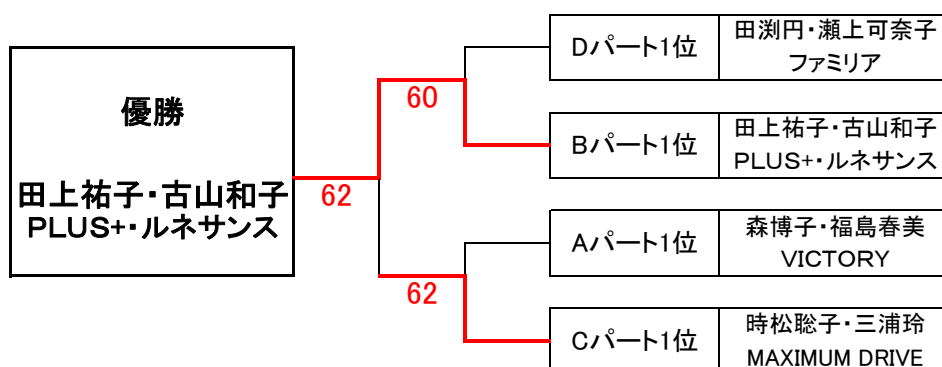 優勝
田上祐子・古山和子
PLUS+・ルネサンス
62
60
62
Dパート1位
田渕円・瀬上可奈子
ファミリア
Bパート1位
田上祐子・古山和子
PLUS+・ルネサンス
Aパート1位
森博子・福島春美
VICTORY
Cパート1位
時松聡子・三浦玲
MAXIMUM DRIVE